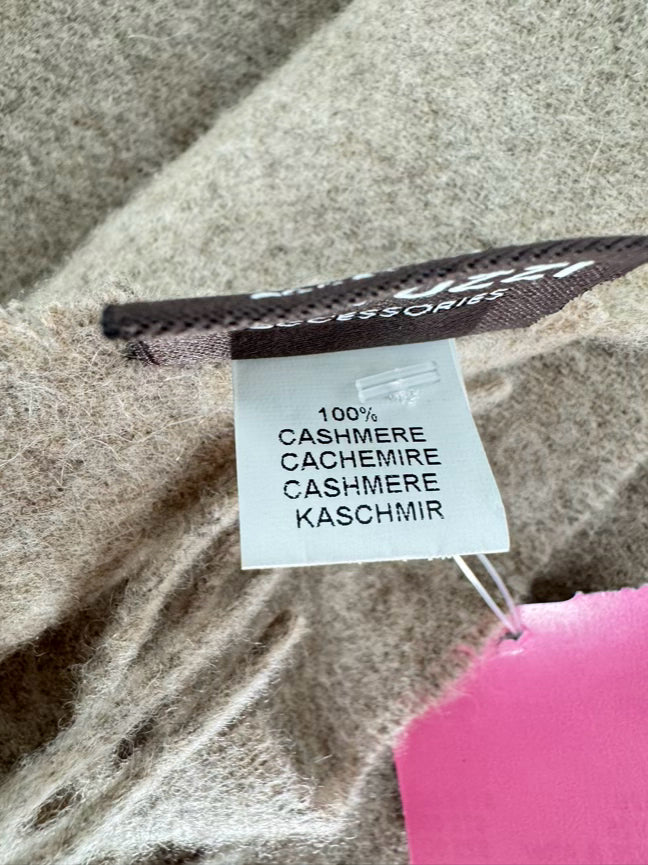 ACCESSORIES
100%
CASHMERE
CACHEMIRE
CASHMERE
KASCHMIR